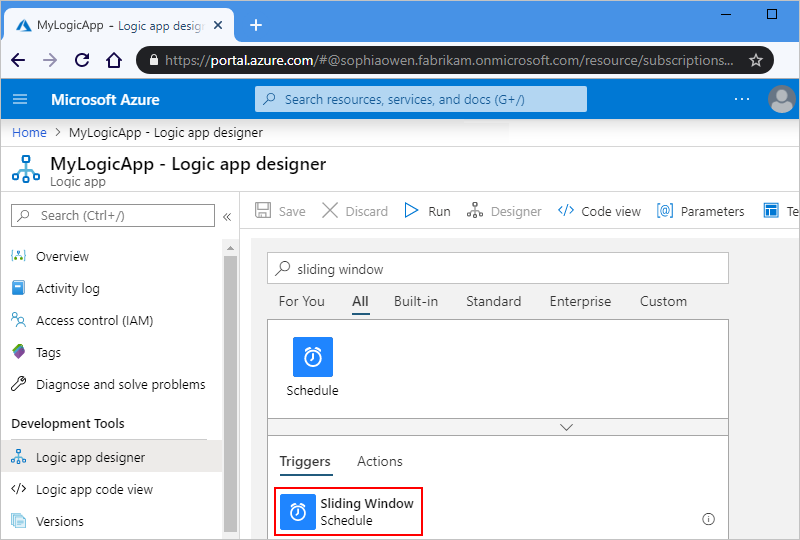 MyLogicApp - Logic app desig
https://portal.azure.com/#@sophiaowen.fabrikam.onmicrosoft.com/resource/subscriptions...
Microsoft Azure
Search resources, services, and docs (G+/)
Home > MyLogicApp - Logic app designer
MyLogicApp - Logic app designer
Logic app
Search (Ctrl+/)
«
Save
Discard
Run
Designer
Code view
Parameters
Te
Overview
Activity log
Access control (IAM)
Tags
Diagnose and solve problems
Development Tools
Logic app designer
Logic app code view
Versions
sliding window
For You
All
Built-in
Standard
Enterprise
Custom
Schedule
Triggers
Actions
Sliding Window
Schedule